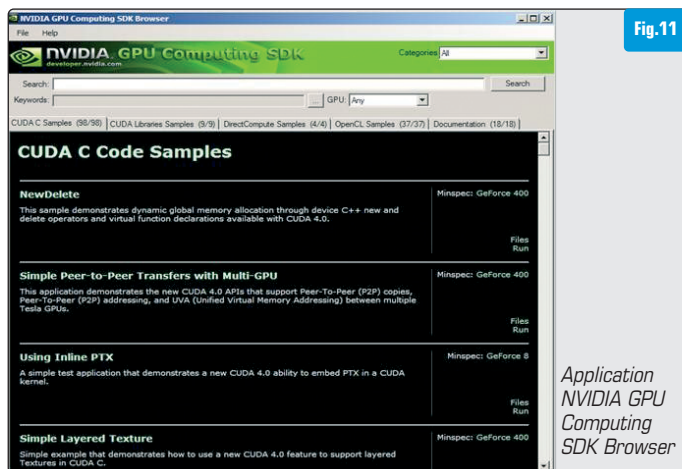 NVIDIA GPU Computing SDK Browser
Fig.11
File Help
NVIDIA GPU Computing SDK
developer.nvidia.com
Categories All
Search: Search
Keywords: ... GPU: Any
CUDA C Samples (98/98) CUDA Libraries Samples (9/9) DirectCompute Samples (4/4) OpenCL Samples (37/37) Documentation (18/18)
CUDA C Code Samples
NewDelete
Minspec: GeForce 400
This sample demonstrates dynamic global memory allocation through device C++ new and
delete operators and virtual function declarations available with CUDA 4.0.
Files
Run
Simple Peer-to-Peer Transfers with Multi-GPU
Minspec: GeForce 400
This application demonstrates the new CUDA 4.0 APIs that support Peer-To-Peer (P2P) copies,
Peer-To-Peer (P2P) addressing, and UVA (Unified Virtual Memory Addressing) between multiple
Tesla GPUs.
Files
Run
Using Inline PTX
Minspec: GeForce 8
A simple test application that demonstrates a new CUDA 4.0 ability to embed PTX in a CUDA
kernel.
Files
Run
Simple Layered Texture
Minspec: GeForce 400
Simple example that demonstrates how to use a new CUDA 4.0 feature to support layered
Textures in CUDA C.
Application
NVIDIA GPU
Computing
SDK Browser